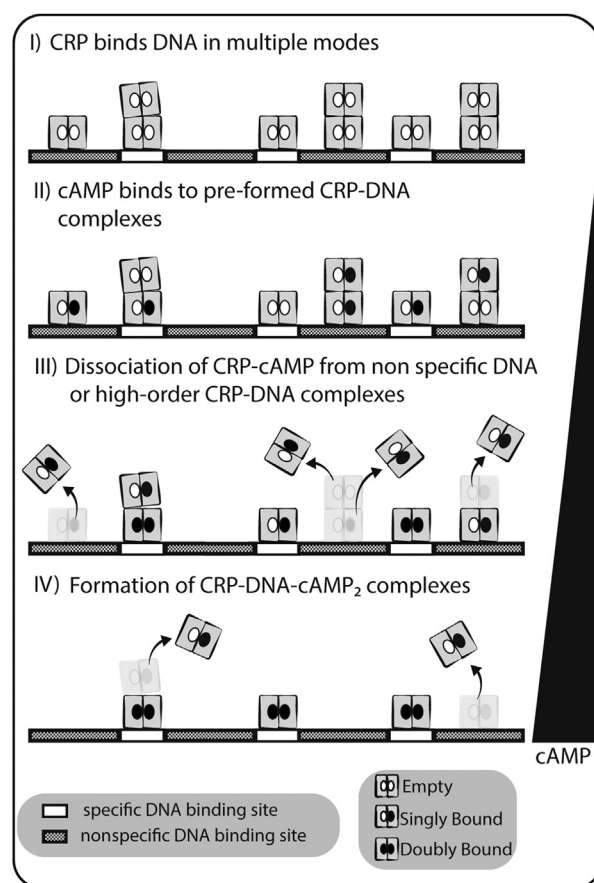 I) CRP binds DNA in multiple modes
II) cAMP binds to pre-formed CRP-DNA
complexes
III) Dissociation of CRP-cAMP from non specific DNA
or high-order CRP-DNA complexes
IV) Formation of CRP-DNA-cAMP₂ complexes
cAMP
specific DNA binding site
nonspecific DNA binding site
Empty
Singly Bound
Doubly Bound